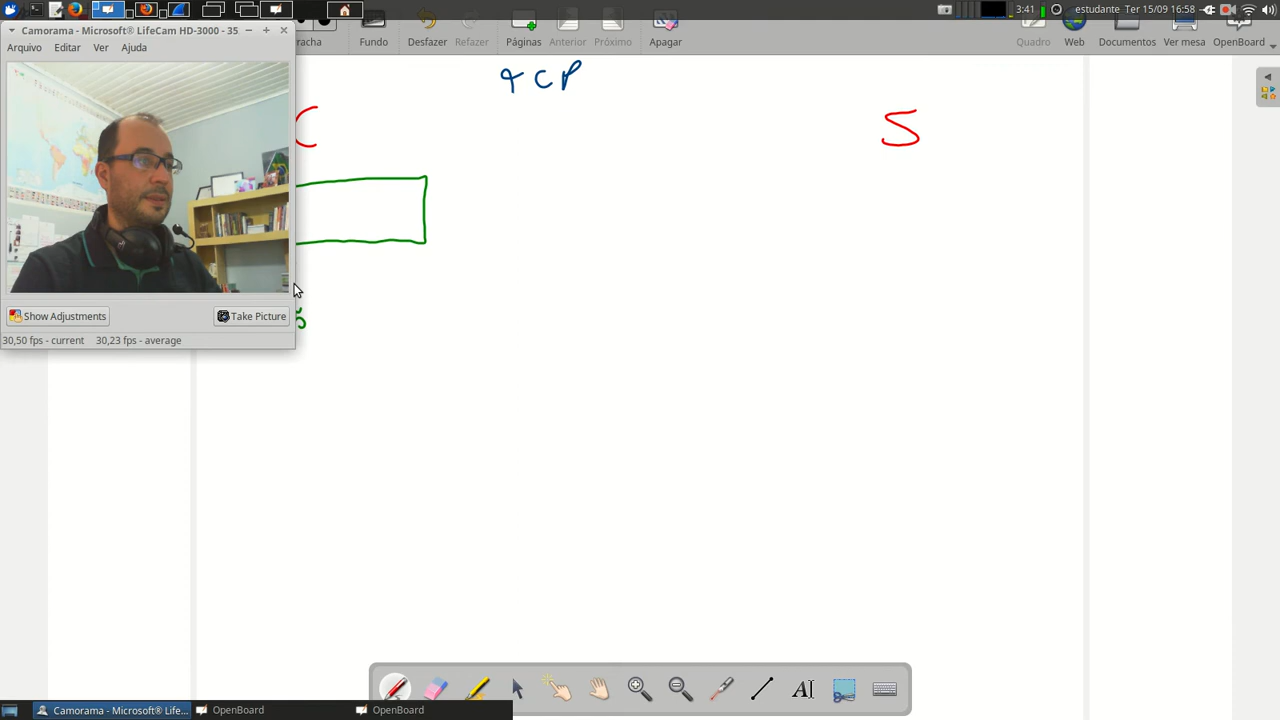 3:41 estudante Ter 15/09 16:58
Camorama - Microsoft® LifeCam HD-3000 - 35
Arquivo Editar Ver Ajuda
racha Fundo Desfazer Refazer Páginas Anterior Próximo Apagar Quadro Web Documentos Ver mesa OpenBoard
TCP
C S
Show Adjustments Take Picture
30,50 fps - current 30,23 fps - average
Camorama - Microsoft® Life... OpenBoard OpenBoard